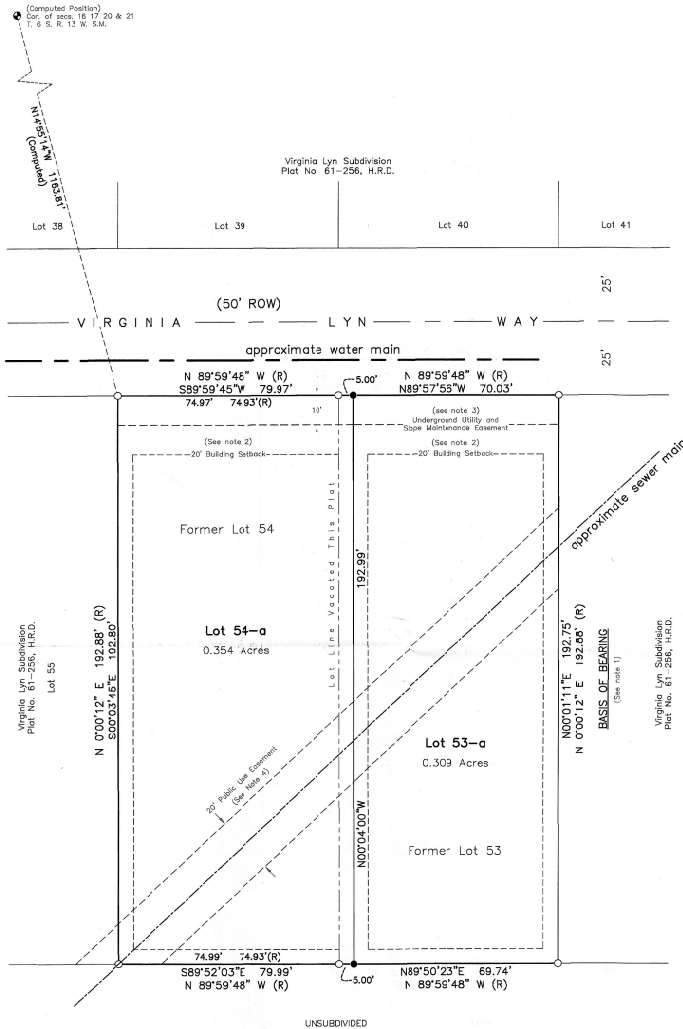 (Computed Position)
Cor. of secs. 16 17 20 & 21
T. 6 S. R. 13 W. S.M.
N14°55'14"W 1163.81'
(Computed)
Virginia Lyn Subdivision
Plat No 61-256, H.R.D.
Lot 38
Lot 39
Lot 40
Lot 41
25'
(50' ROW)
VIRGINIA LYN WAY
25'
approximate water main
N 89°59'48" W (R)
S89°59'45"W 79.97'
74.97' 74.93'(R)
5.00'
N 89°59'48" W (R)
N89°57'56"W 70.03'
10'
(see note 3)
Underground Utility and
Slope Maintenance Easement
(See note 2)
20' Building Setback
(See note 2)
20' Building Setback
approximate sewer main
Former Lot 54
Lot Line Vacated This Plat
192.99'
Lot 54-a
0.354 Acres
Virginia Lyn Subdivision
Plat No. 61-256, H.R.D.
Lot 55
N 0°00'12" E 192.88' (R)
S00°03'46"E 192.80'
N00°01'11"E 192.75'
N 0°00'12" E 192.88' (R)
BASIS OF BEARING
(See note 1)
Virginia Lyn Subdivision
Plat No. 61-256, H.R.D.
Lot 53-a
0.309 Acres
20' Public Use Easement
(See Note 4)
N00°04'00"W
Former Lot 53
74.99' 74.93'(R)
S89°52'03"E 79.99'
N 89°59'48" W (R)
5.00'
N89°50'23"E 69.74'
N 89°59'48" W (R)
UNSUBDIVIDED